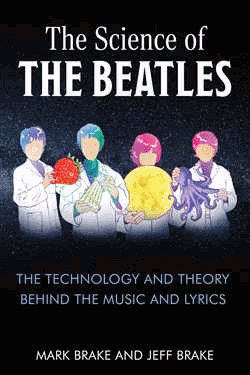 The Science of
THE BEATLES
THE TECHNOLOGY AND THEORY
BEHIND THE MUSIC AND LYRICS
MARK BRAKE AND JEFF BRAKE